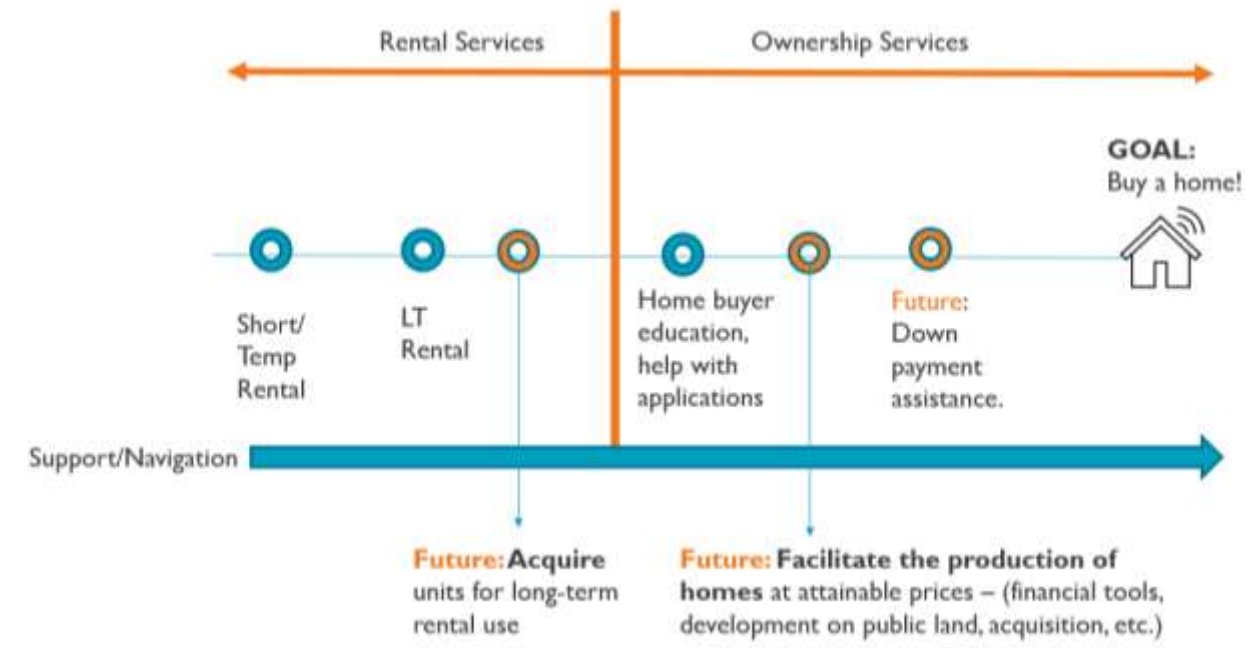 Rental Services
Ownership Services
GOAL:
Buy a home!
Short/
Temp
Rental
LT
Rental
Home buyer
education,
help with
applications
Future:
Down
payment
assistance.
Support/Navigation
Future: Acquire
units for long-term
rental use
Future: Facilitate the production of
homes at attainable prices – (financial tools,
development on public land, acquisition, etc.)